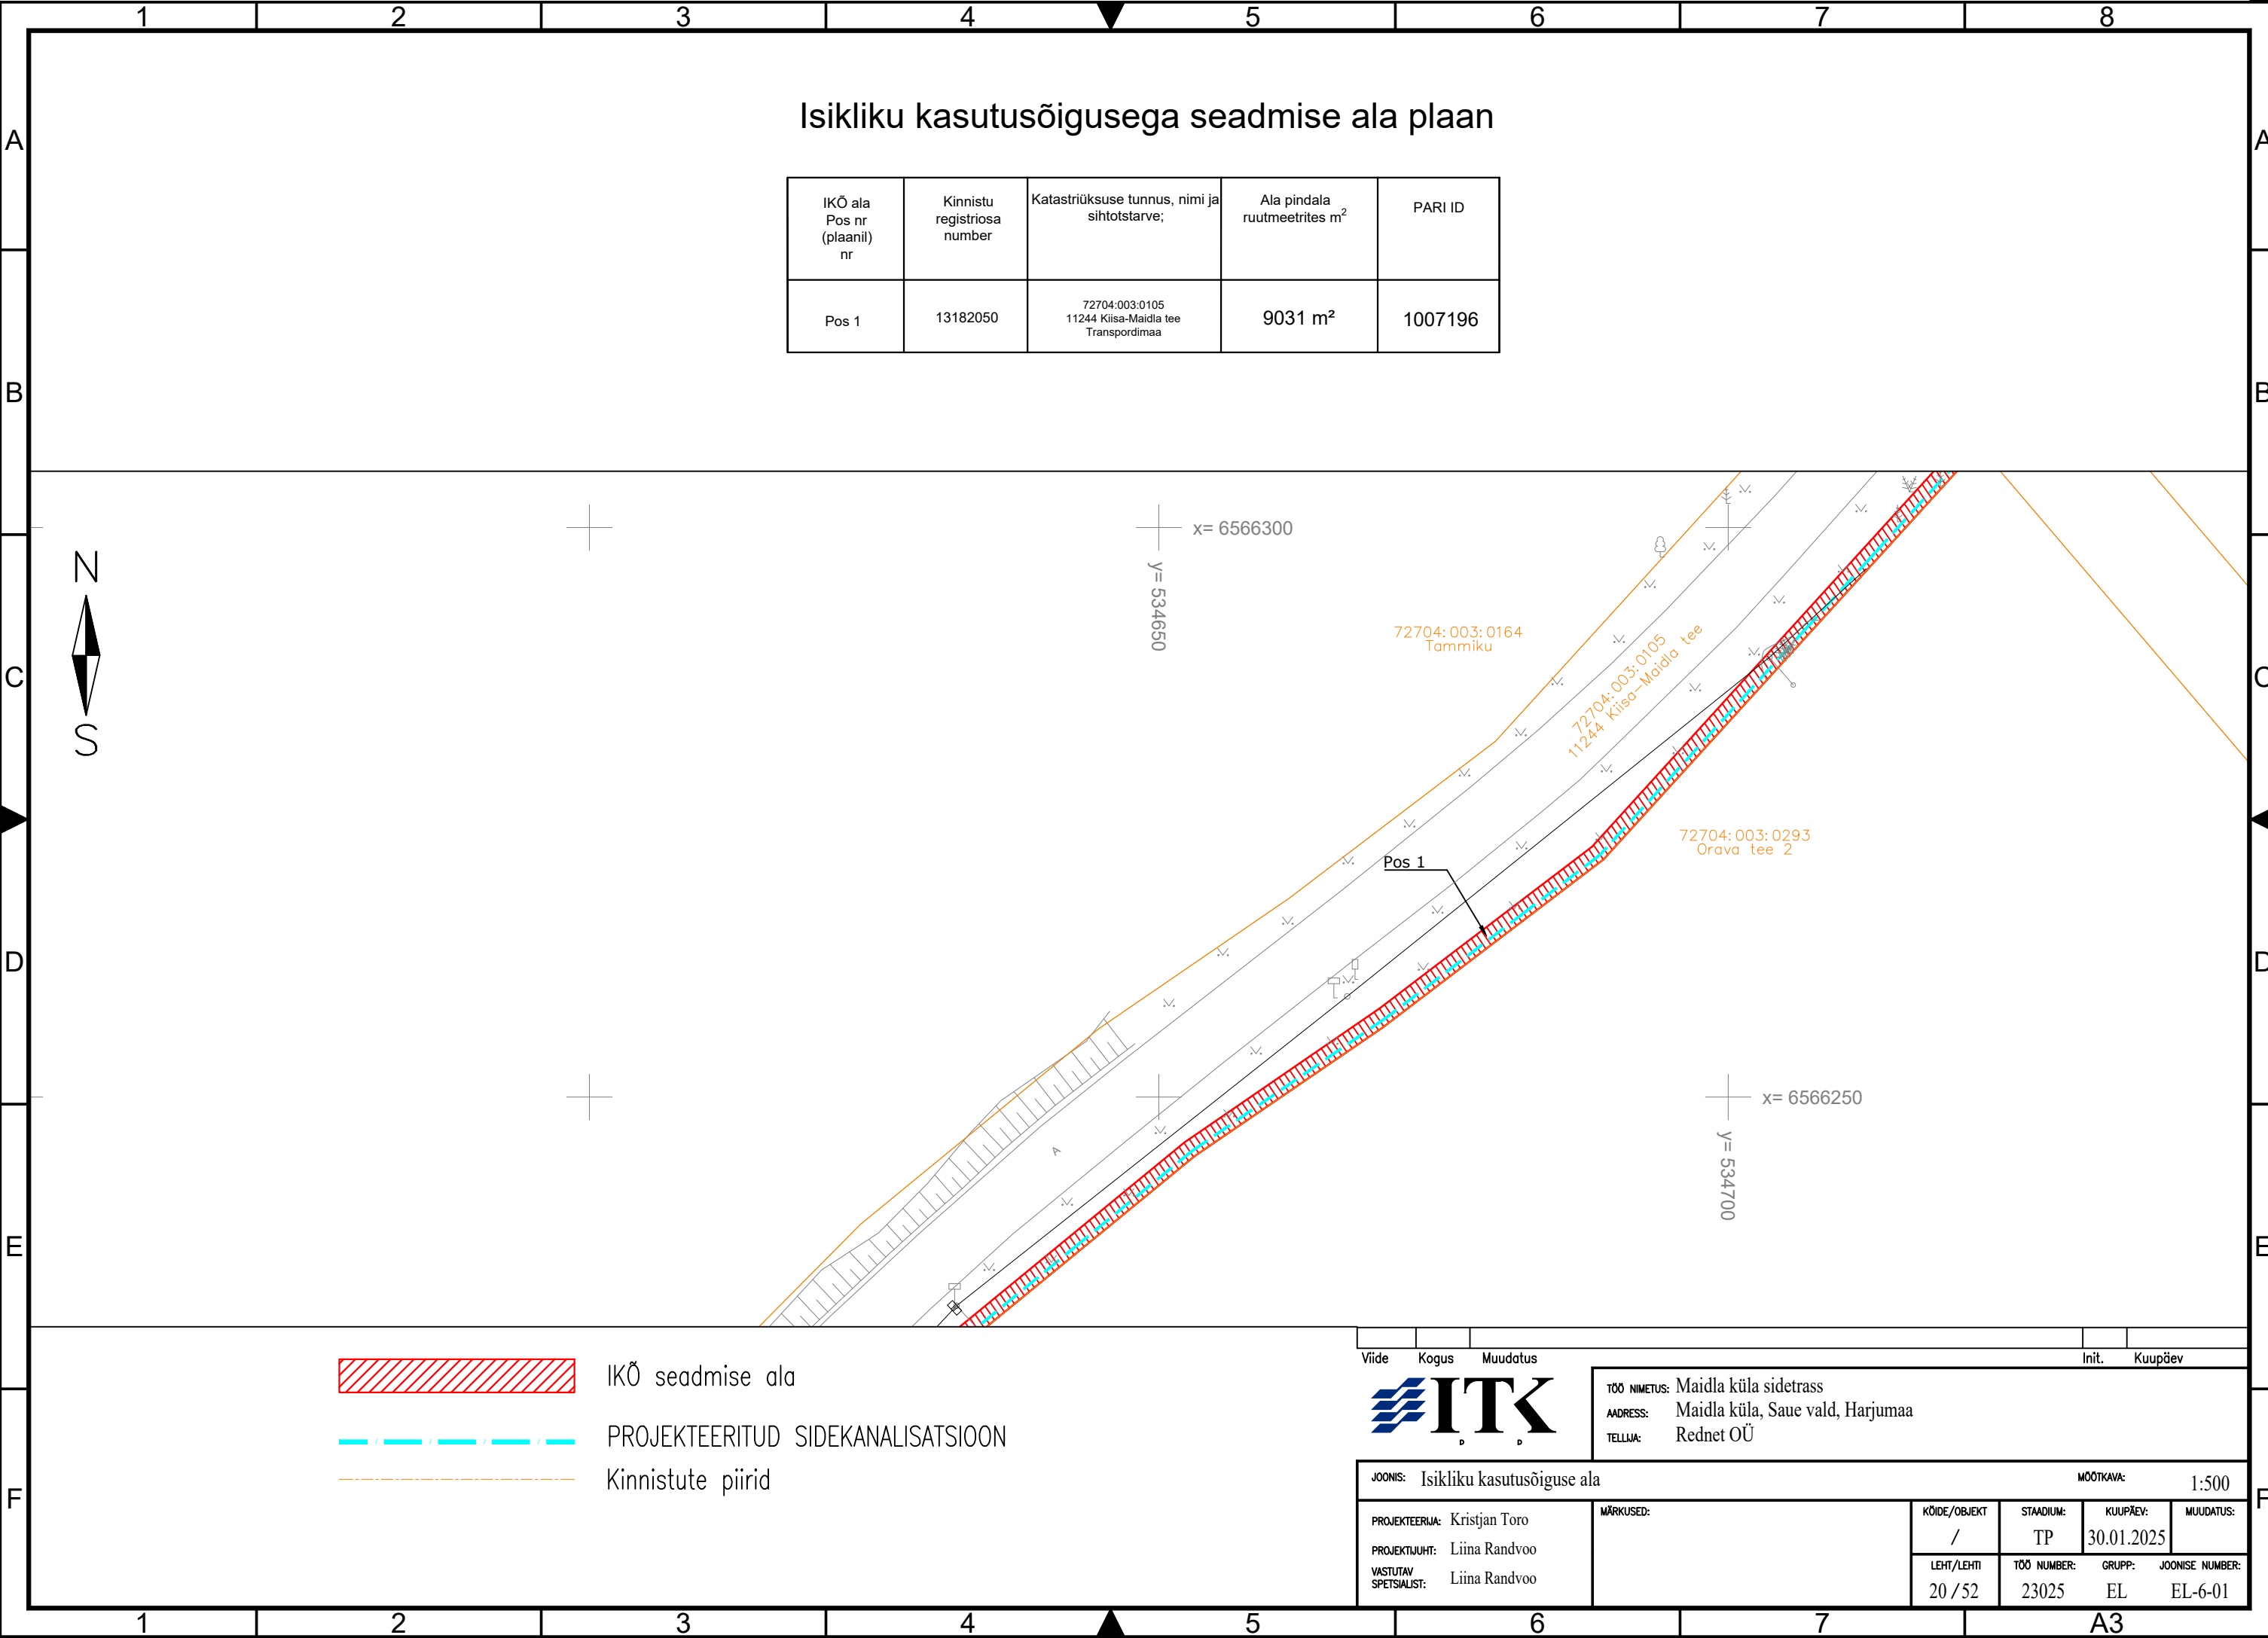 1 2 3 4 5 6 7 8
A A
B B
C C
D D
E E
F F
Isikliku kasutusõigusega seadmise ala plaan
IKÕ ala
Pos nr
(plaanil)
nr
Kinnistu
registriosa
number
Katastriüksuse tunnus, nimi ja
sihtotstarve;
Ala pindala
ruutmeetrites m²
PARI ID
Pos 1
13182050
72704:003:0105
11244 Kiisa-Maidla tee
Transpordimaa
9031 m²
1007196
N
S
x= 6566300
y= 534650
72704:003:0164
Tammiku
72704:003:0105
11244 Kiisa-Maidla tee
72704:003:0293
Orava tee 2
Pos 1
x= 6566250
y= 534700
A
IKÕ seadmise ala
PROJEKTEERITUD SIDEKANALISATSIOON
Kinnistute piirid
Viide Kogus Muudatus Init. Kuupäev
ITK
D D
TÖÖ NIMETUS: Maidla küla sidetrass
AADRESS: Maidla küla, Saue vald, Harjumaa
TELLIJA: Rednet OÜ
JOONIS: Isikliku kasutusõiguse ala
MÕÕTKAVA: 1:500
PROJEKTEERIJA: Kristjan Toro
PROJEKTIJUHT: Liina Randvoo
VASTUTAV
SPETSIALIST: Liina Randvoo
MÄRKUSED:
KÖIDE/OBJEKT STAADIUM: KUUPÄEV: MUUDATUS:
/ TP 30.01.2025
LEHT/LEHTI TÖÖ NUMBER: GRUPP: JOONISE NUMBER:
20 / 52 23025 EL EL-6-01
1 2 3 4 5 6 7 A3